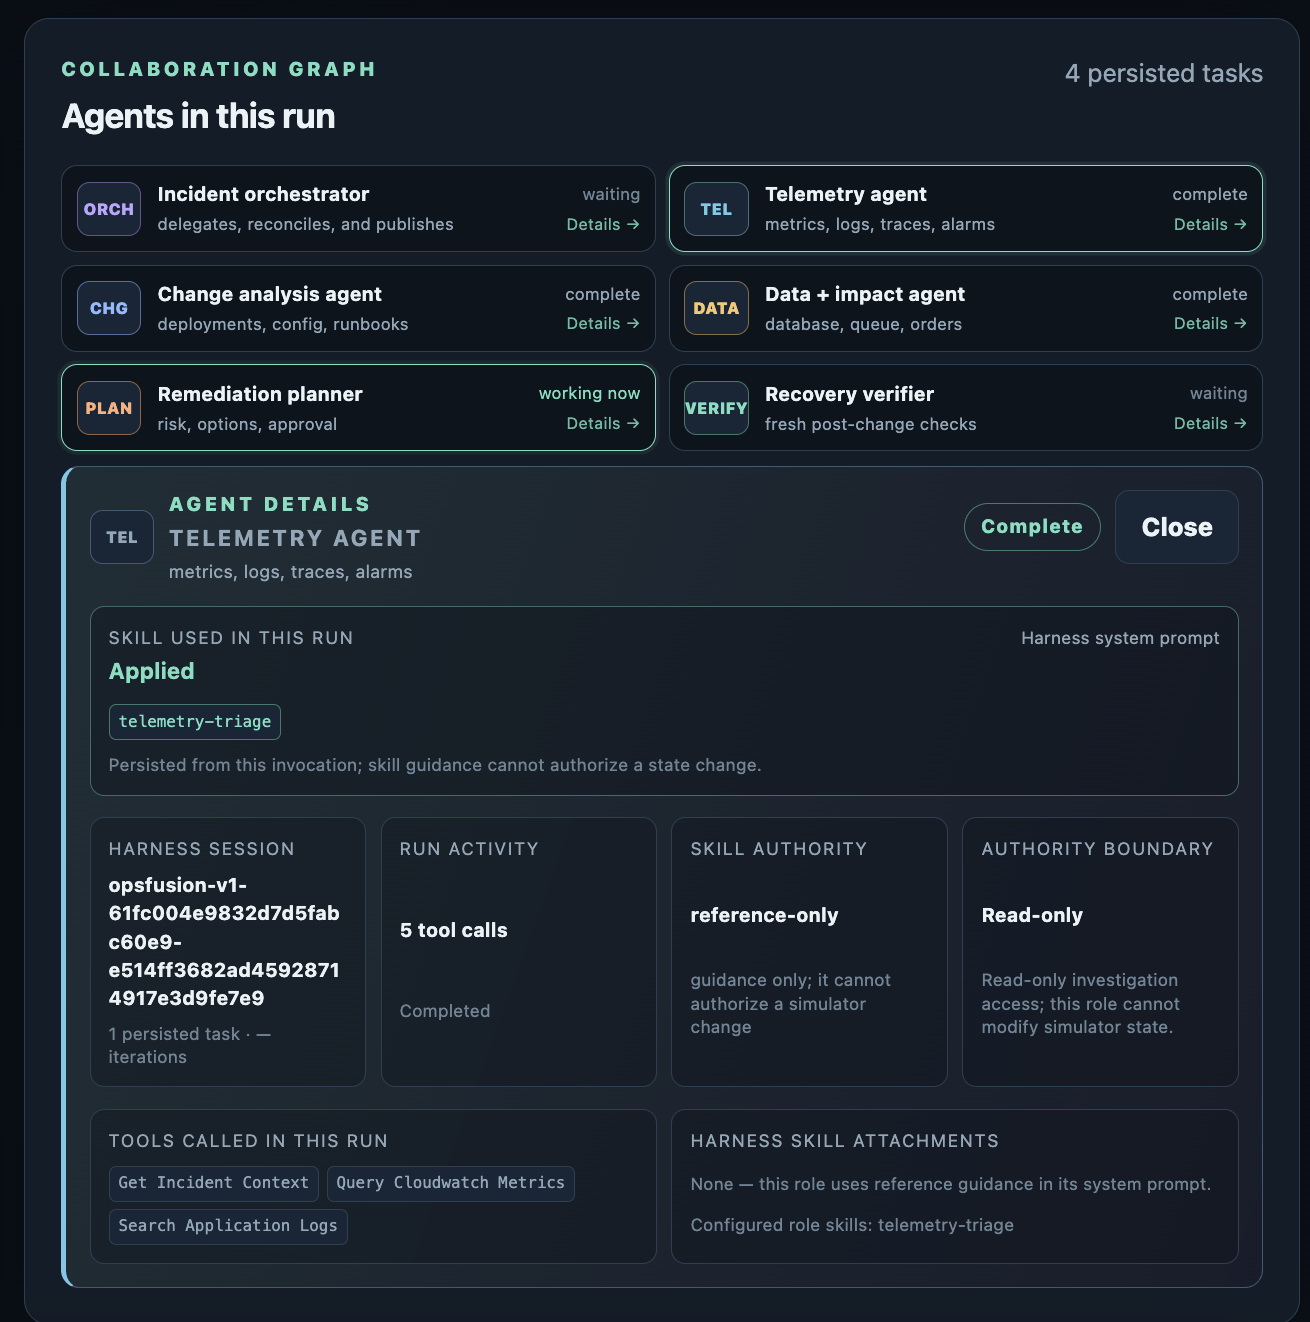 COLLABORATION GRAPH
4 persisted tasks
Agents in this run
ORCH
Incident orchestrator
waiting
delegates, reconciles, and publishes
Details →
TEL
Telemetry agent
complete
metrics, logs, traces, alarms
Details →
CHG
Change analysis agent
complete
deployments, config, runbooks
Details →
DATA
Data + impact agent
complete
database, queue, orders
Details →
PLAN
Remediation planner
working now
risk, options, approval
Details →
VERIFY
Recovery verifier
waiting
fresh post-change checks
Details →
TEL
AGENT DETAILS
TELEMETRY AGENT
metrics, logs, traces, alarms
Complete
Close
SKILL USED IN THIS RUN
Harness system prompt
Applied
telemetry-triage
Persisted from this invocation; skill guidance cannot authorize a state change.
HARNESS SESSION
opsfusion-v1-
61fc004e9832d7d5fab
c60e9-
e514ff3682ad4592871
4917e3d9fe7e9
1 persisted task · —
iterations
RUN ACTIVITY
5 tool calls
Completed
SKILL AUTHORITY
reference-only
guidance only; it cannot
authorize a simulator
change
AUTHORITY BOUNDARY
Read-only
Read-only investigation
access; this role cannot
modify simulator state.
TOOLS CALLED IN THIS RUN
Get Incident Context
Query Cloudwatch Metrics
Search Application Logs
HARNESS SKILL ATTACHMENTS
None — this role uses reference guidance in its system prompt.
Configured role skills: telemetry-triage